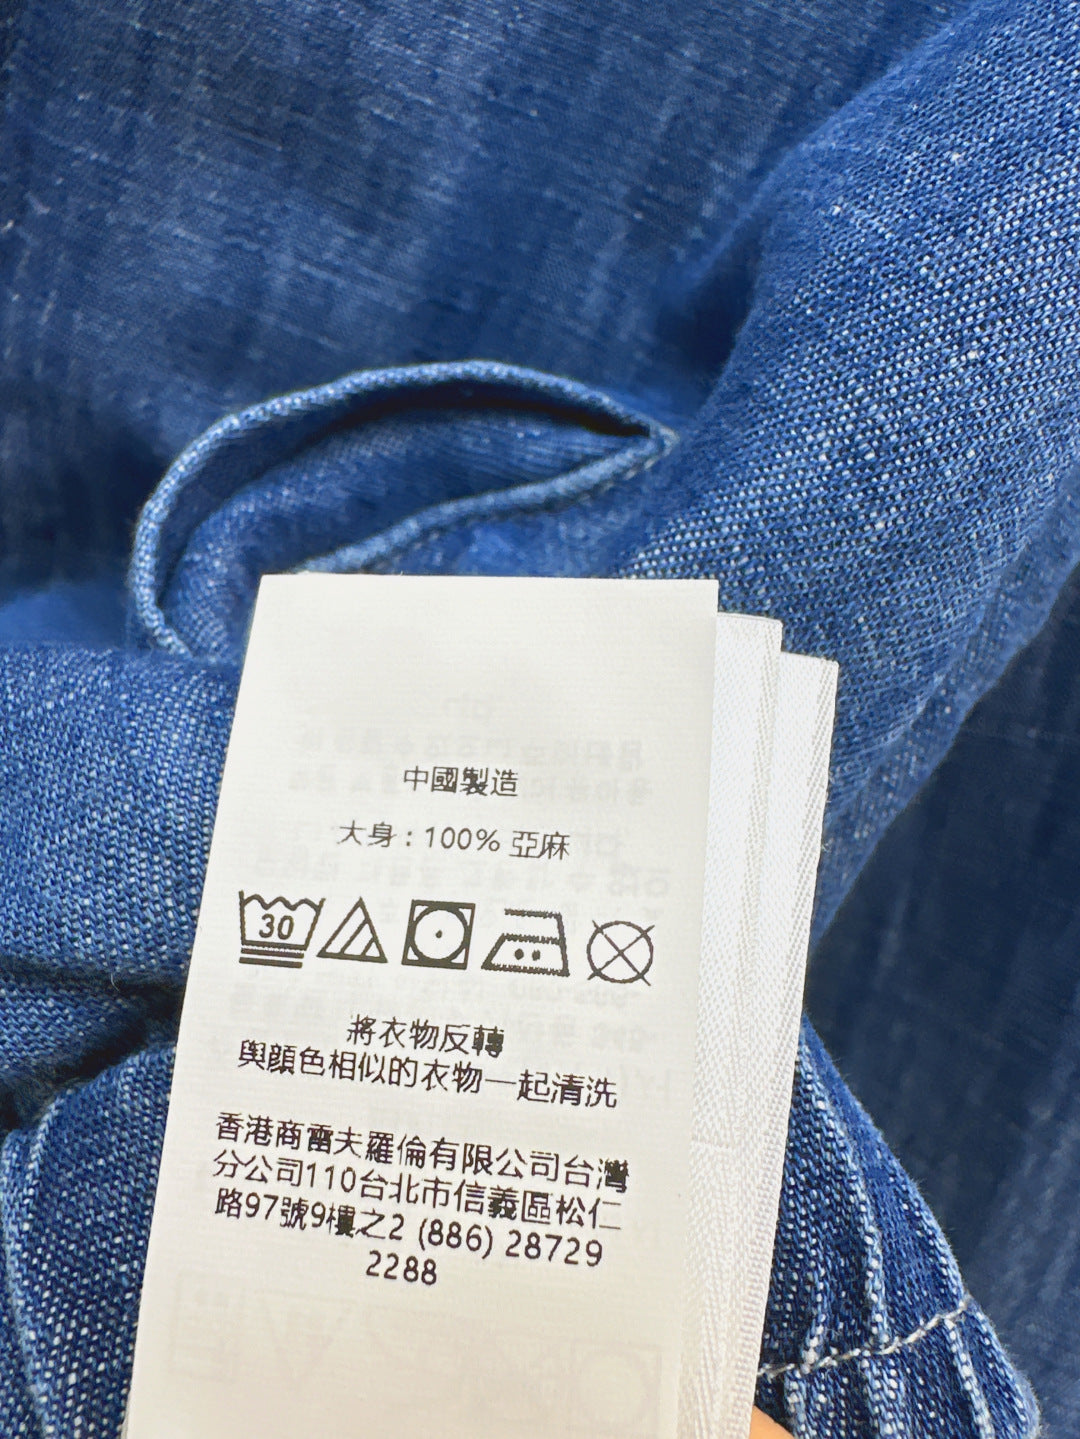 中國製造
大身 : 100% 亞麻
30
將衣物反轉
與顏色相似的衣物一起清洗
香港商雷夫羅倫有限公司台灣
分公司110台北市信義區松仁
路97號9樓之2 (886) 28729
2288